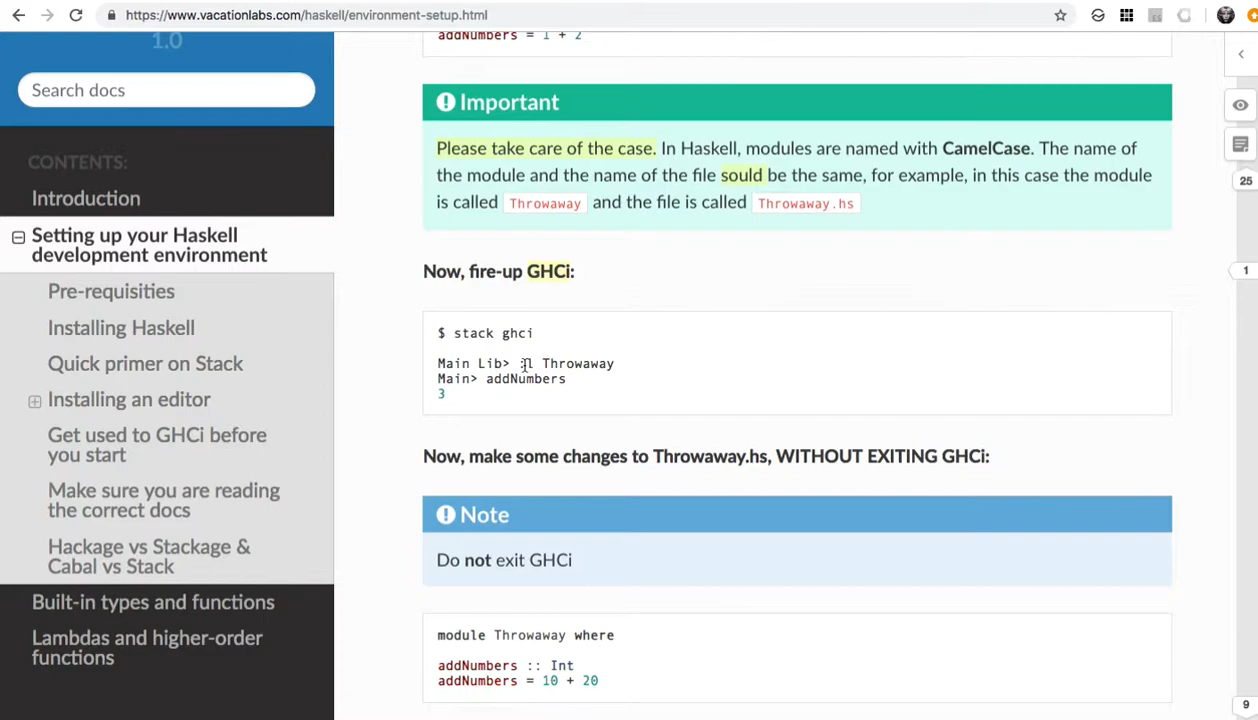 https://www.vacationlabs.com/haskell/environment-setup.html
1.0
Search docs
CONTENTS:
Introduction
Setting up your Haskell
development environment
Pre-requisities
Installing Haskell
Quick primer on Stack
Installing an editor
Get used to GHCi before
you start
Make sure you are reading
the correct docs
Hackage vs Stackage &
Cabal vs Stack
Built-in types and functions
Lambdas and higher-order
functions
addNumbers = 1 + 2
Important
Please take care of the case. In Haskell, modules are named with CamelCase. The name of
the module and the name of the file sould be the same, for example, in this case the module
is called Throwaway and the file is called Throwaway.hs
Now, fire-up GHCi:
$ stack ghci
Main Lib> :l Throwaway
Main> addNumbers
3
Now, make some changes to Throwaway.hs, WITHOUT EXITING GHCi:
Note
Do not exit GHCi
module Throwaway where
addNumbers :: Int
addNumbers = 10 + 20
25
1
9